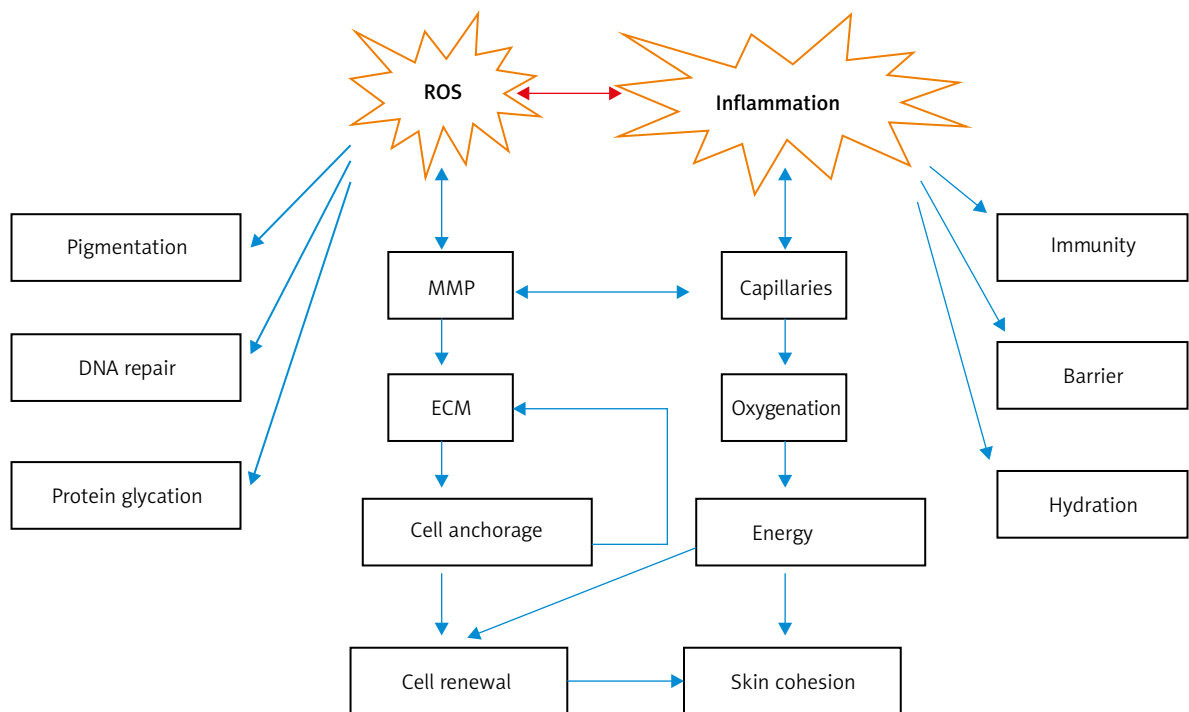 ROS
Inflammation
Pigmentation
MMP
Capillaries
Immunity
DNA repair
ECM
Oxygenation
Barrier
Protein glycation
Cell anchorage
Energy
Hydration
Cell renewal
Skin cohesion